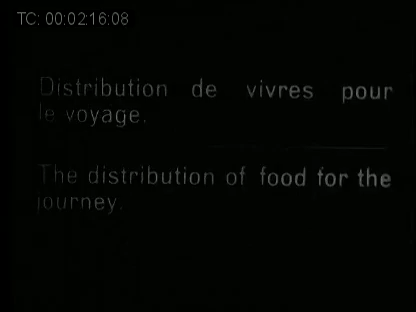 TC: 00:02:16:08
Distribution de vivres pour
le voyage.
The distribution of food for the
journey.